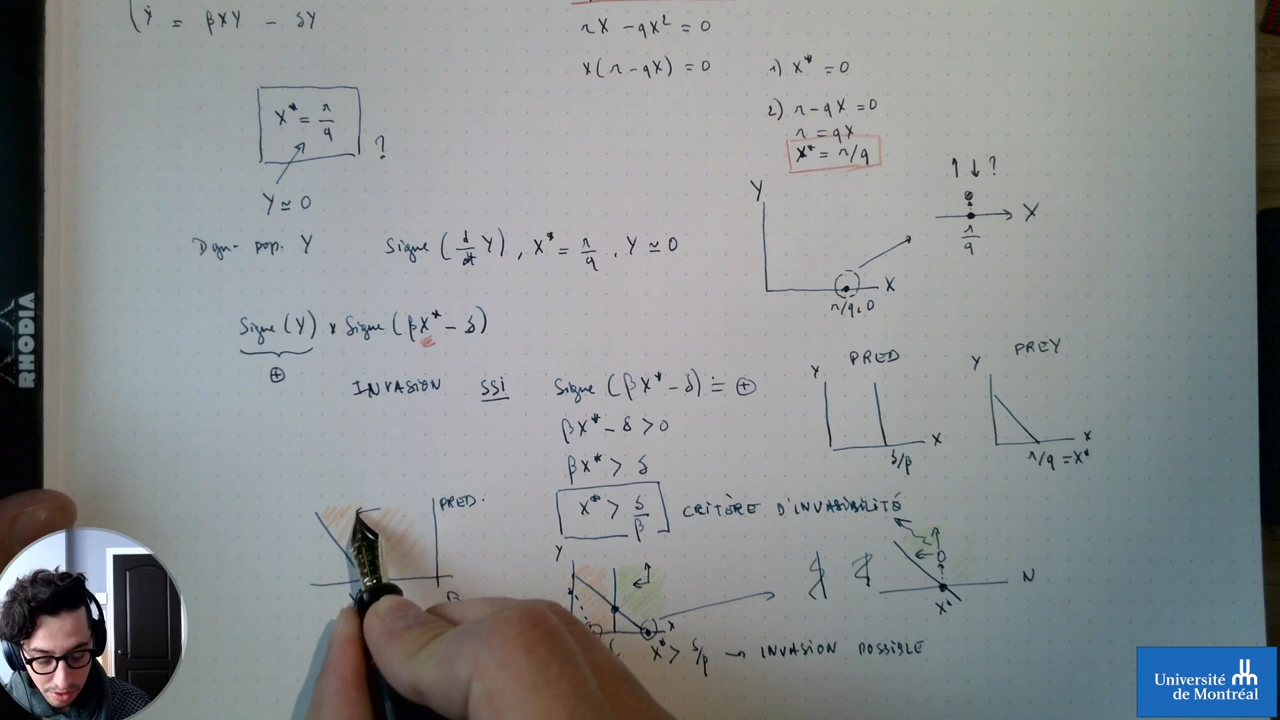 Ẏ = βXY - δY
rX - qX² = 0
X(r - qX) = 0
1) X* = 0
2) r - qX = 0
r = qX
X* = r/q
X* = r/q
?
Y ≃ 0
Y
X
r/q, 0
↑ ↓ ?
X
r/q
Dyn. pop. Y
Signe (d/dt Y), X* = r/q, Y ≃ 0
Signe (Y) x Signe (βX* - δ)
⊕
INVASION SSI Signe (βX* - δ) = ⊕
βX* - δ > 0
βX* > δ
X* > δ/β CRITÈRE D'INVASIBILITÉ
PRED
Y
X
δ/β
PREY
Y
X
r/q = X*
PRED.
Y
X
N
X*
X* > δ/β → INVASION POSSIBLE
RHODIA
Université
de Montréal